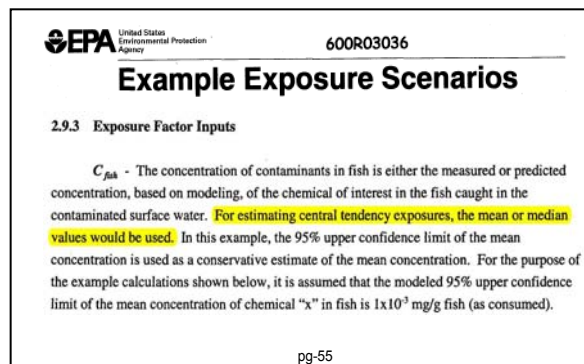 EPA United States
Environmental Protection
Agency
600R03036
Example Exposure Scenarios
2.9.3 Exposure Factor Inputs
C_fish - The concentration of contaminants in fish is either the measured or predicted
concentration, based on modeling, of the chemical of interest in the fish caught in the
contaminated surface water. For estimating central tendency exposures, the mean or median
values would be used. In this example, the 95% upper confidence limit of the mean
concentration is used as a conservative estimate of the mean concentration. For the purpose of
the example calculations shown below, it is assumed that the modeled 95% upper confidence
limit of the mean concentration of chemical “x” in fish is 1x10⁻³ mg/g fish (as consumed).
pg-55